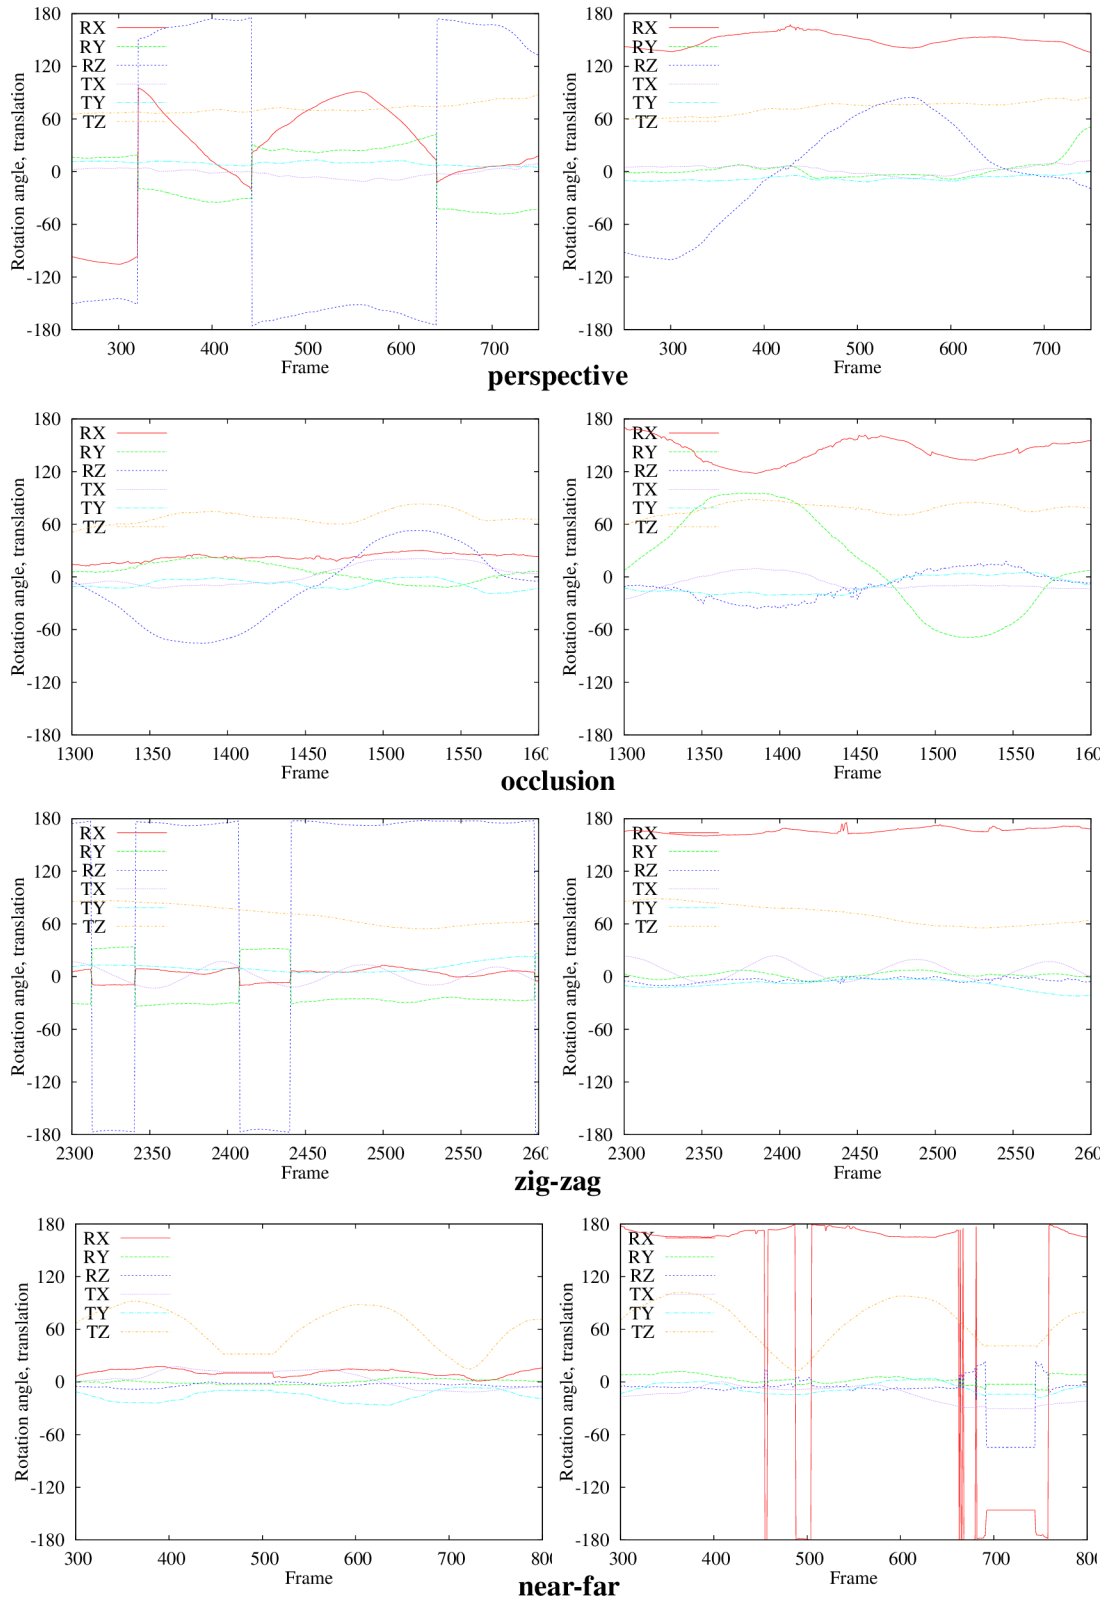 180
120
60
0
-60
-120
-180
Rotation angle, translation
RX
RY
RZ
TX
TY
TZ
300 400 500 600 700
Frame
180
120
60
0
-60
-120
-180
Rotation angle, translation
RX
RY
RZ
TX
TY
TZ
300 400 500 600 700
Frame
perspective
180
120
60
0
-60
-120
-180
Rotation angle, translation
RX
RY
RZ
TX
TY
TZ
1300 1350 1400 1450 1500 1550 160
Frame
180
120
60
0
-60
-120
-180
Rotation angle, translation
RX
RY
RZ
TX
TY
TZ
1300 1350 1400 1450 1500 1550 160
Frame
occlusion
180
120
60
0
-60
-120
-180
Rotation angle, translation
RX
RY
RZ
TX
TY
TZ
2300 2350 2400 2450 2500 2550 260
Frame
180
120
60
0
-60
-120
-180
Rotation angle, translation
RX
RY
RZ
TX
TY
TZ
2300 2350 2400 2450 2500 2550 260
Frame
zig-zag
180
120
60
0
-60
-120
-180
Rotation angle, translation
RX
RY
RZ
TX
TY
TZ
300 400 500 600 700 80
Frame
180
120
60
0
-60
-120
-180
Rotation angle, translation
RX
RY
RZ
TX
TY
TZ
300 400 500 600 700 80
Frame
near-far